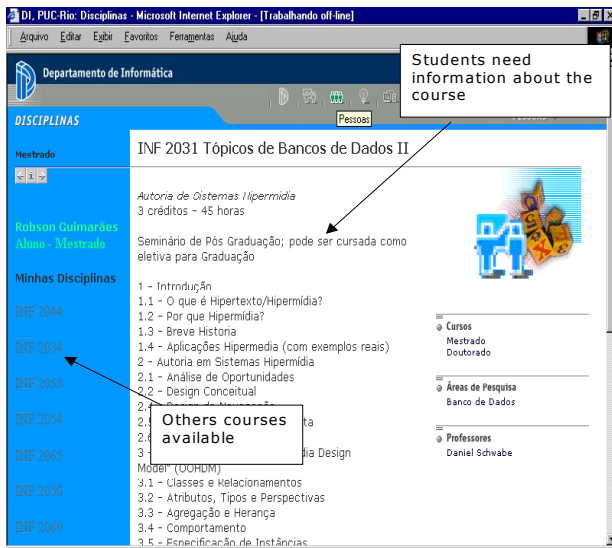 DI, PUC-Rio: Disciplinas - Microsoft Internet Explorer - [Trabalhando off-line]
Arquivo Editar Exibir Favoritos Ferramentas Ajuda
Departamento de Informática
Students need
information about the
course
DISCIPLINAS
Pessoas
Mestrado
INF 2031 Tópicos de Bancos de Dados II
< i >
Autoria de Sistemas Hipermídia
3 créditos - 45 horas
Robson Guimarães
Aluno - Mestrado
Seminário de Pós Graduação; pode ser cursada como
eletiva para Graduação
Minhas Disciplinas
INF 2044
INF 2034
INF 2055
INF 2054
INF 2065
INF 2050
INF 2060
1 - Introdução
1.1 - O que é Hipertexto/Hipermídia?
1.2 - Por que Hipermídia?
1.3 - Breve Historia
1.4 - Aplicações Hipermedia (com exemplos reais)
2 - Autoria em Sistemas Hipermídia
2.1 - Análise de Oportunidades
2.2 - Design Conceitual
Others courses
available
3 - dia Design
Model" (OOHDM)
3.1 - Classes e Relacionamentos
3.2 - Atributos, Tipos e Perspectivas
3.3 - Agregação e Herança
3.4 - Comportamento
3.5 - Especificação de Instâncias
Cursos
Mestrado
Doutorado
Áreas de Pesquisa
Banco de Dados
Professores
Daniel Schwabe